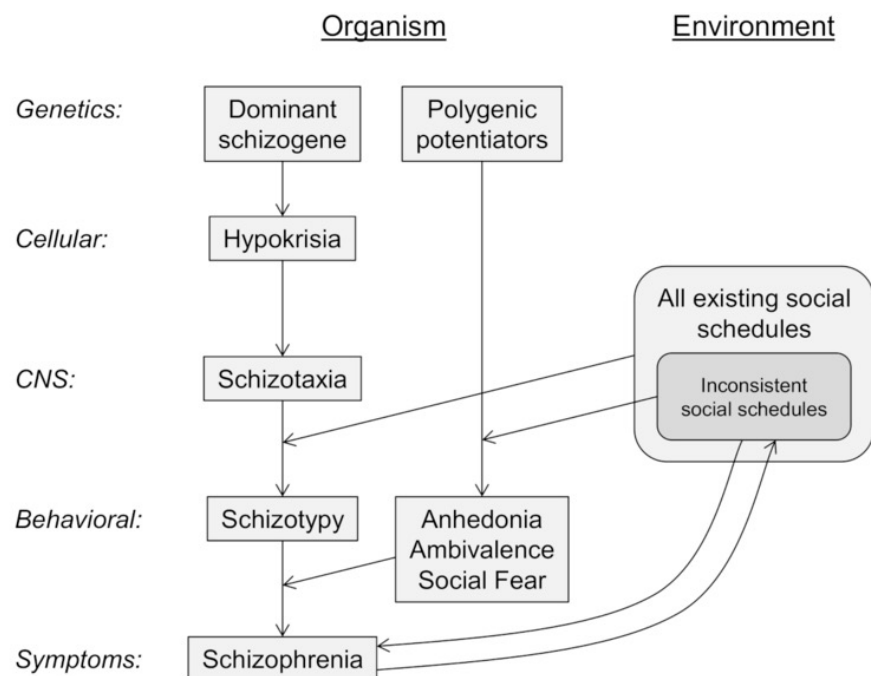 Organism
Environment
Genetics:
Dominant
schizogene
Polygenic
potentiators
Cellular:
Hypokrisia
All existing social
schedules
CNS:
Schizotaxia
Inconsistent
social schedules
Behavioral:
Schizotypy
Anhedonia
Ambivalence
Social Fear
Symptoms:
Schizophrenia